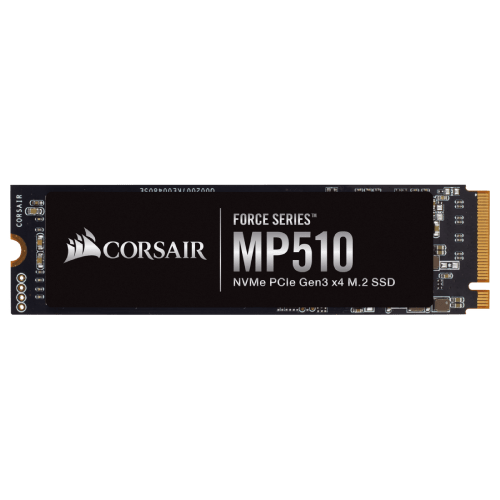 CORSAIR
CORSAIR
FORCE SERIES™
MP510
NVMe PCIe Gen3 x4 M.2 SSD